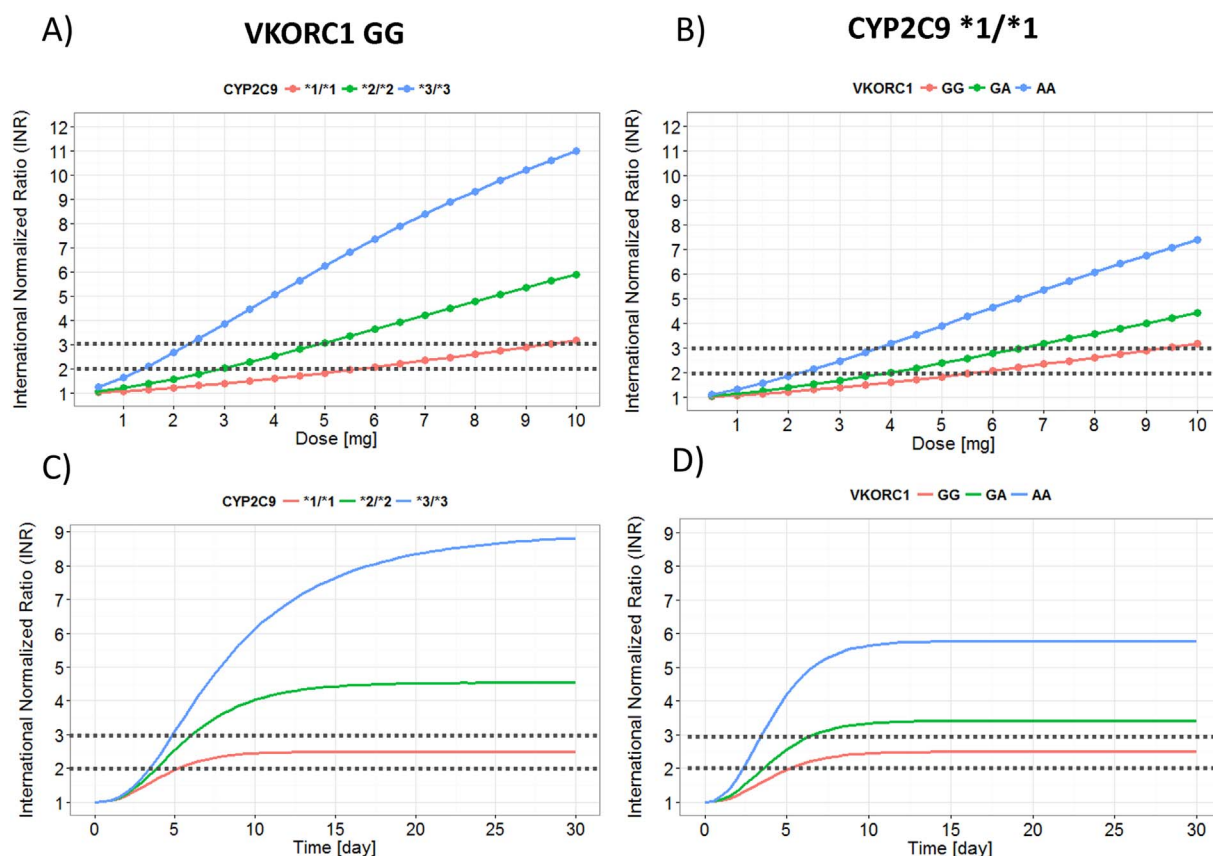 A)
VKORC1 GG
CYP2C9 *1/*1 *2/*2 *3/*3
International Normalized Ratio (INR)
12
11
10
9
8
7
6
5
4
3
2
1
1 2 3 4 5 6 7 8 9 10
Dose [mg]
B)
CYP2C9 *1/*1
VKORC1 GG GA AA
International Normalized Ratio (INR)
12
11
10
9
8
7
6
5
4
3
2
1
1 2 3 4 5 6 7 8 9 10
Dose [mg]
C)
CYP2C9 *1/*1 *2/*2 *3/*3
International Normalized Ratio (INR)
9
8
7
6
5
4
3
2
1
0 5 10 15 20 25 30
Time [day]
D)
VKORC1 GG GA AA
International Normalized Ratio (INR)
9
8
7
6
5
4
3
2
1
0 5 10 15 20 25 30
Time [day]